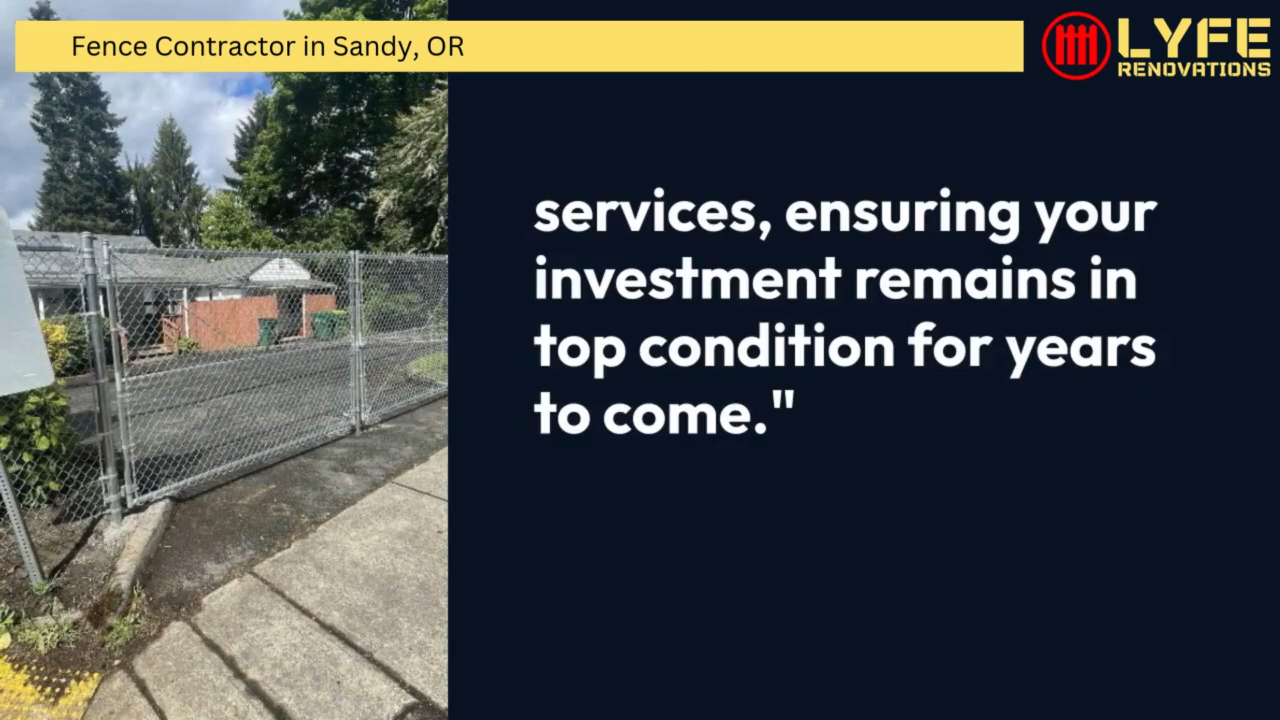 Fence Contractor in Sandy, OR
LYFE
RENOVATIONS
services, ensuring your
investment remains in
top condition for years
to come."